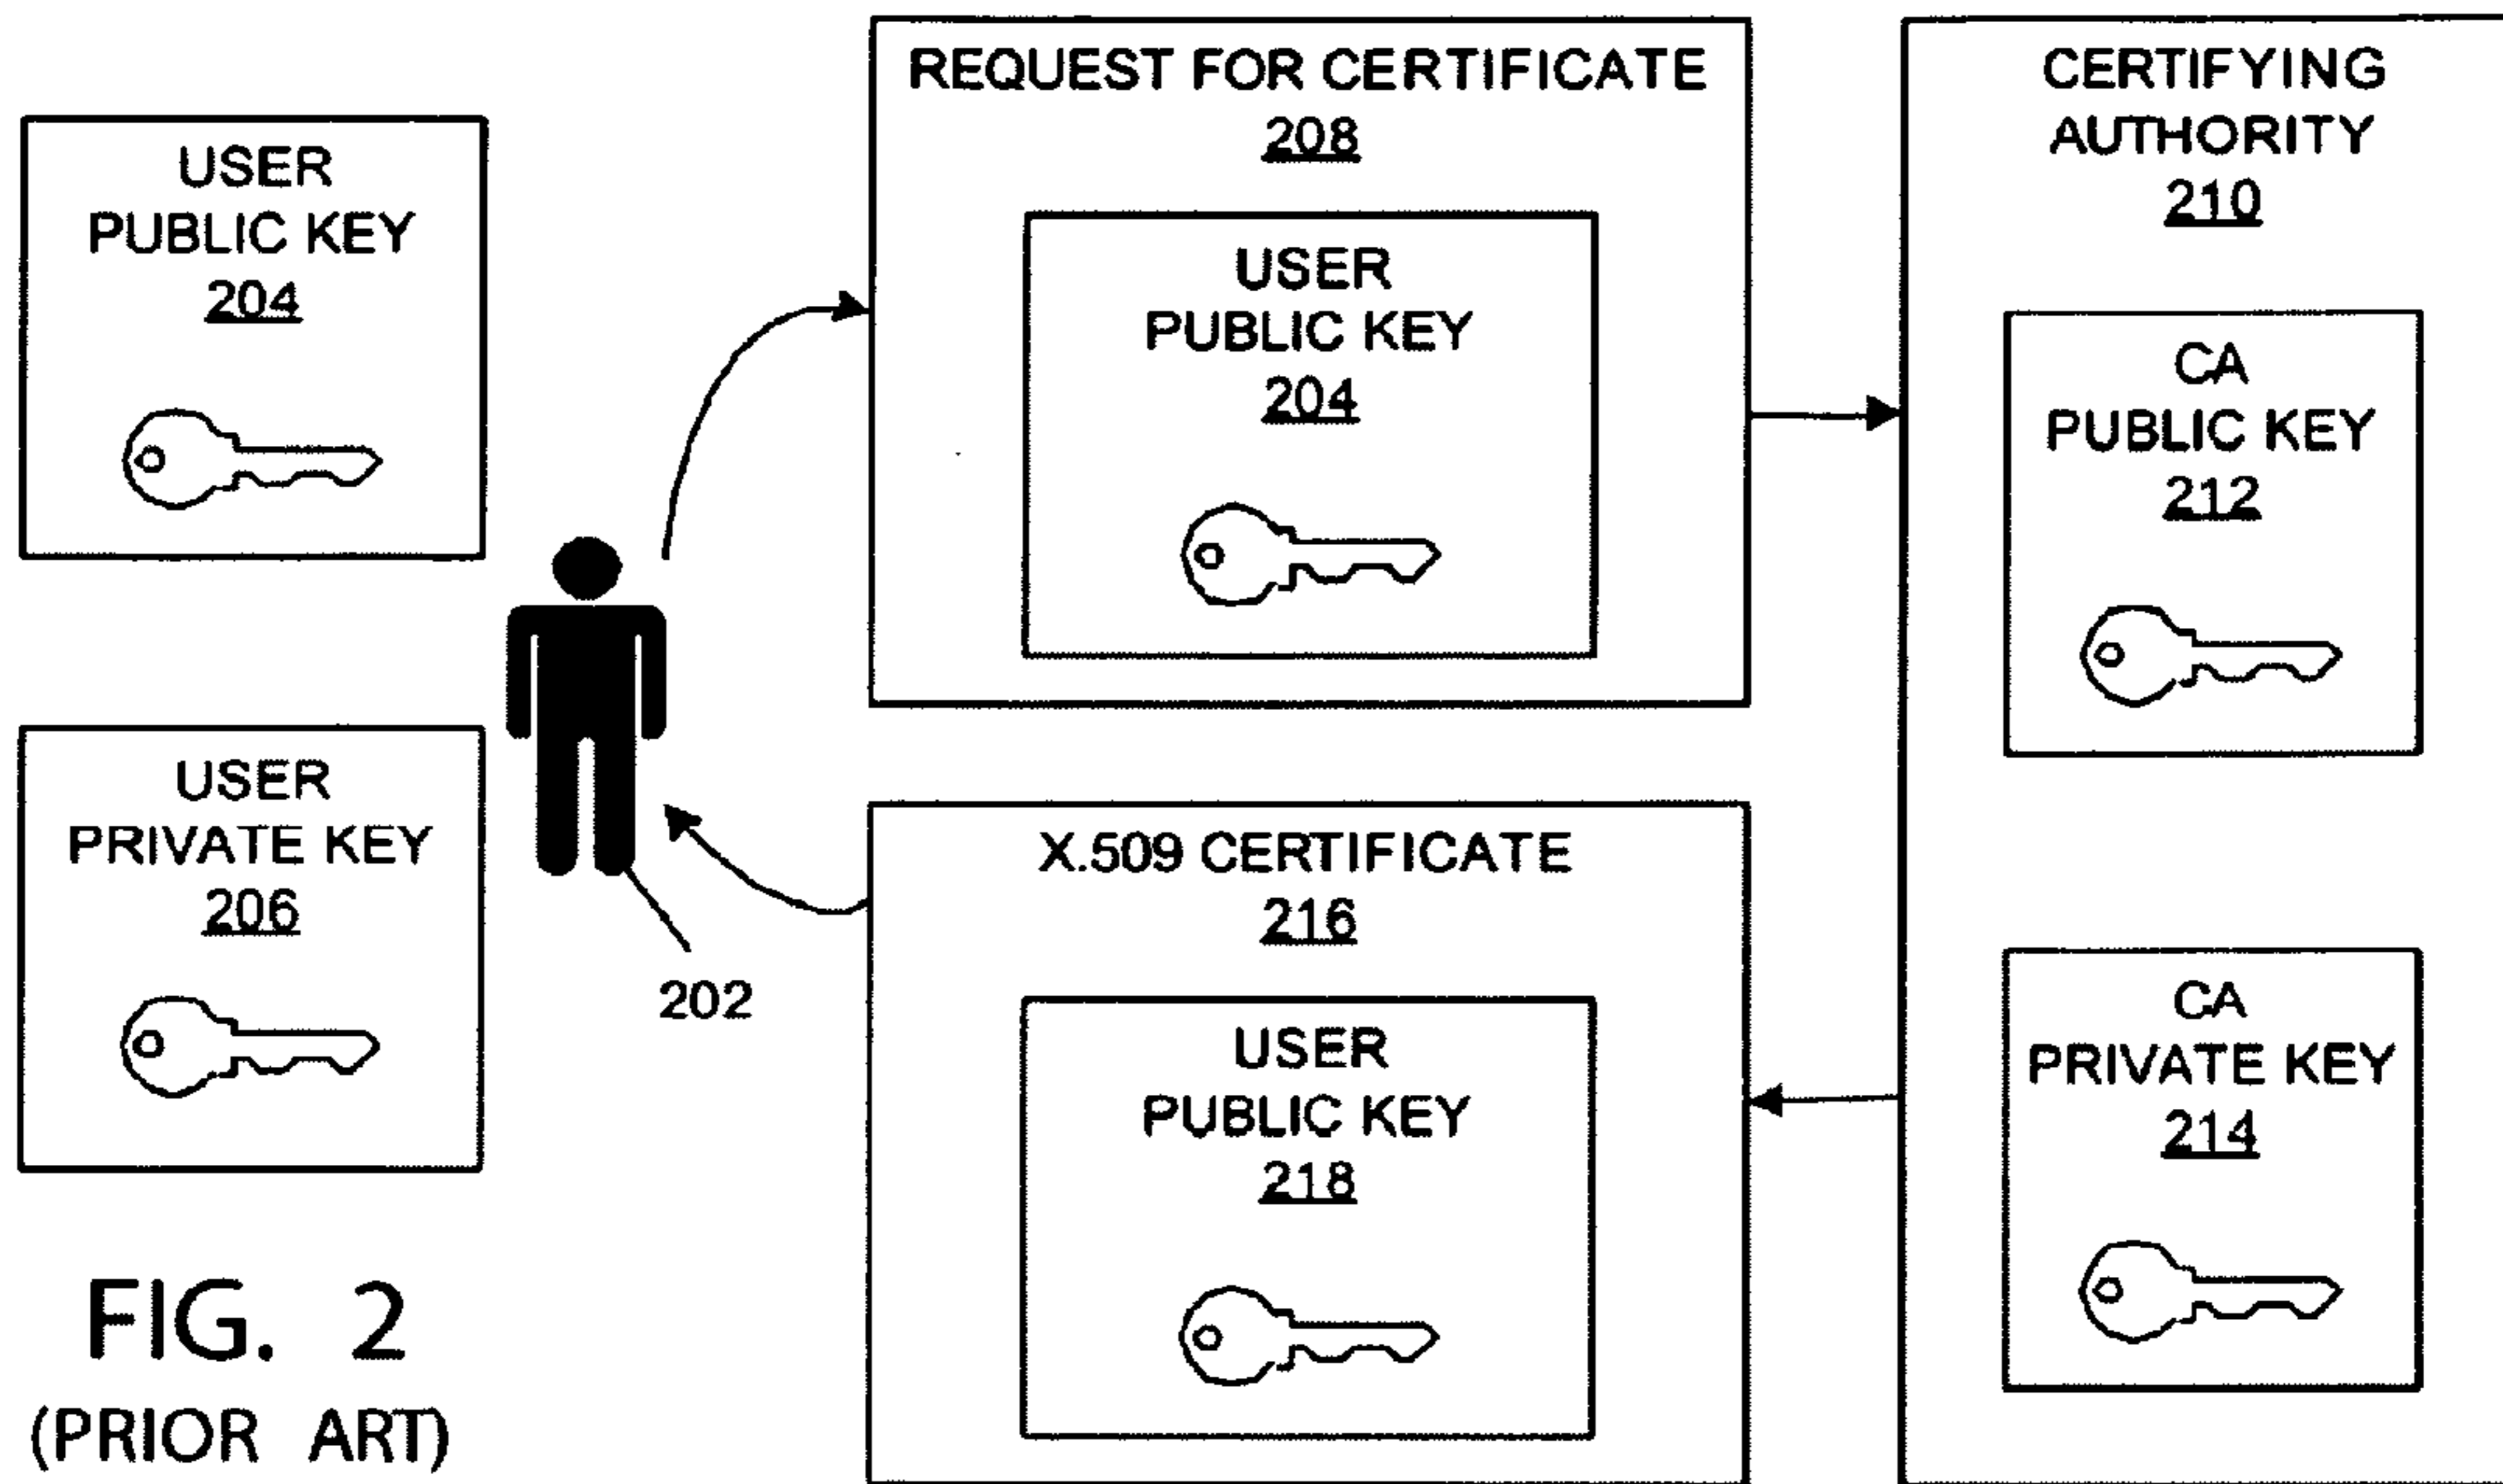 USER
PUBLIC KEY
204
USER
PRIVATE KEY
206
202
REQUEST FOR CERTIFICATE
208
USER
PUBLIC KEY
204
X.509 CERTIFICATE
216
USER
PUBLIC KEY
218
CERTIFYING
AUTHORITY
210
CA
PUBLIC KEY
212
CA
PRIVATE KEY
214
FIG. 2
(PRIOR ART)